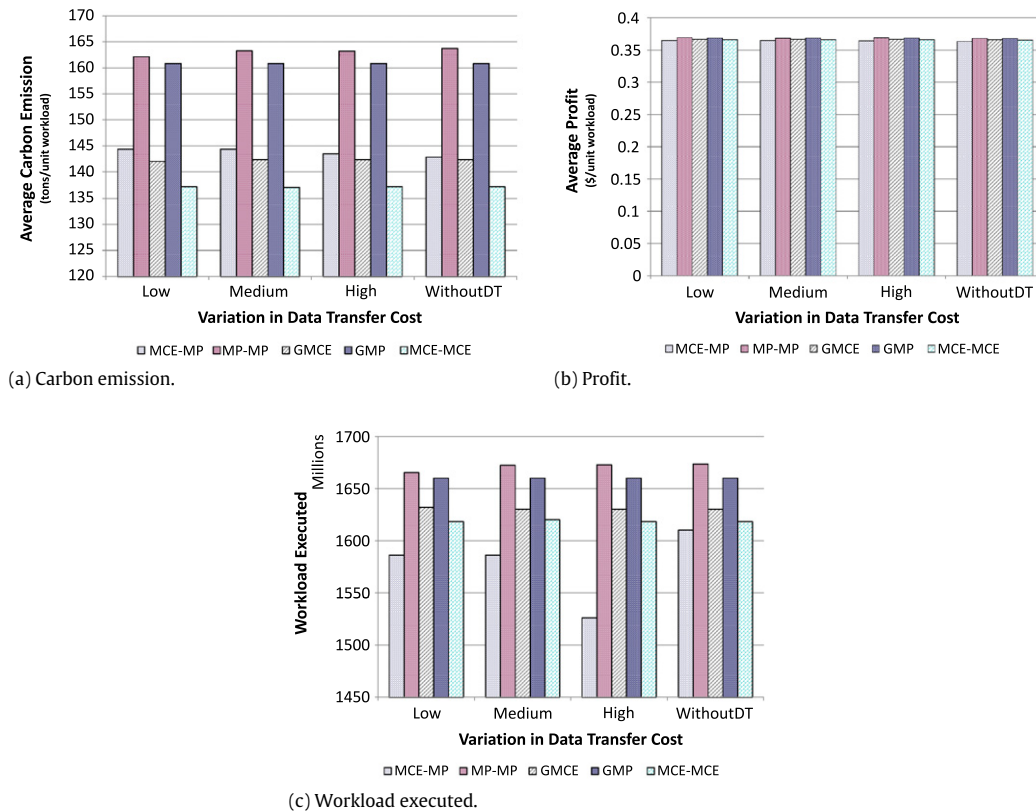 170
165
160
155
150
145
140
135
130
125
120
Average Carbon Emission
(tons/unit workload)
Low Medium High WithoutDT
Variation in Data Transfer Cost
MCE-MP MP-MP GMCE GMP MCE-MCE
(a) Carbon emission.
0.4
0.35
0.3
0.25
0.2
0.15
0.1
0.05
0
Average Profit
($/unit workload)
Low Medium High WithoutDT
Variation in Data Transfer Cost
MCE-MP MP-MP GMCE GMP MCE-MCE
(b) Profit.
1700
1650
1600
1550
1500
1450
Millions
Workload Executed
Low Medium High WithoutDT
Variation in Data Transfer Cost
MCE-MP MP-MP GMCE GMP MCE-MCE
(c) Workload executed.